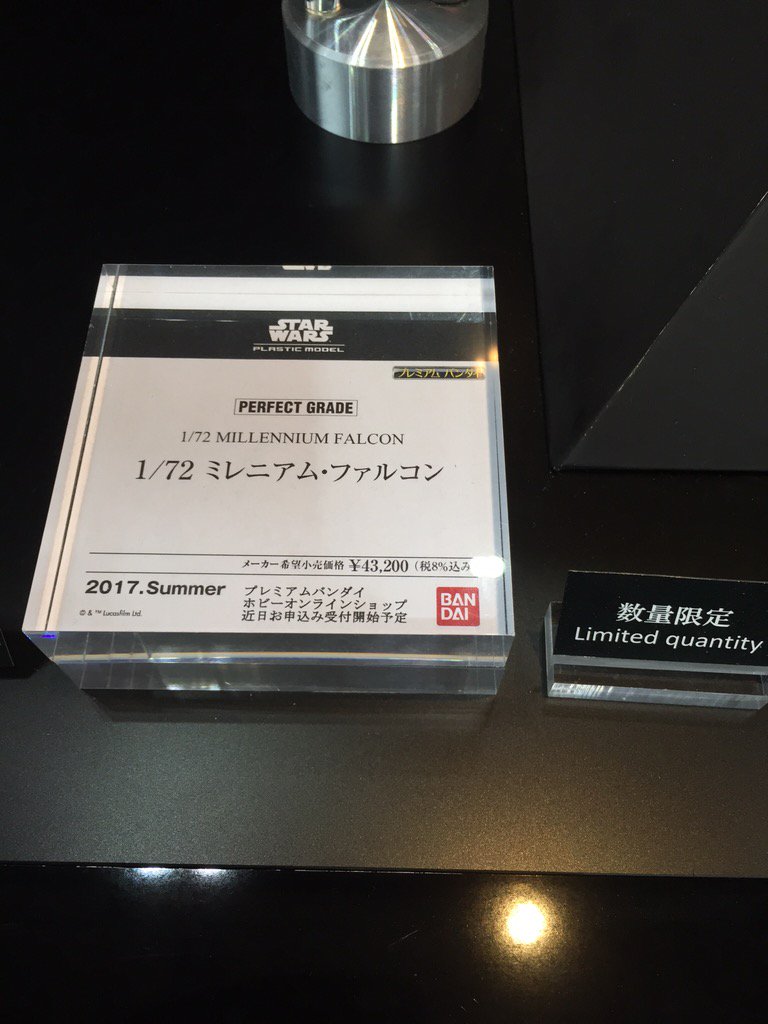 STAR
WARS
PLASTIC MODEL
プレミアム バンダイ
PERFECT GRADE
1/72 MILLENNIUM FALCON
1/72 ミレニアム・ファルコン
メーカー希望小売価格 ¥43,200 (税8%込み
2017.Summer
プレミアムバンダイ
ホビーオンラインショップ
近日お申込み受付開始予定
© & ™ Lucasfilm Ltd.
BAN
DAI
数量限定
Limited quantity